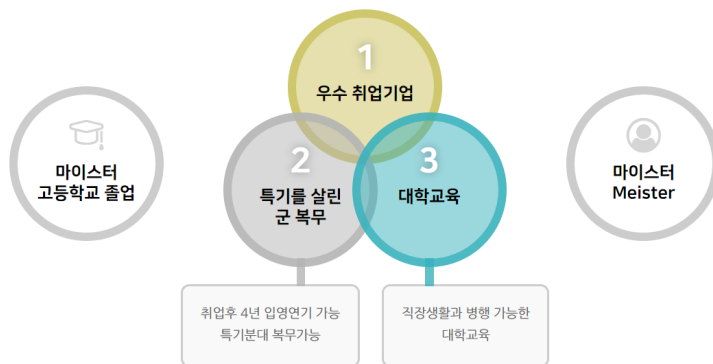 마이스터
고등학교 졸업
1
우수 취업기업
2
특기를 살린
군 복무
3
대학교육
마이스터
Meister
취업후 4년 입영연기 가능
특기분대 복무가능
직장생활과 병행 가능한
대학교육